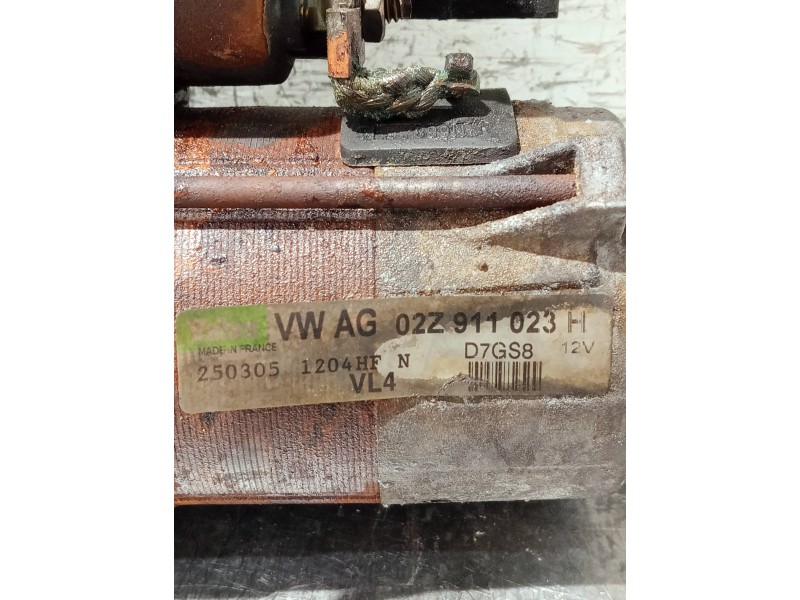 VW AG 02Z 911 023 H
MADE IN FRANCE D7GS8 12V
250305 1204HF N
VL4